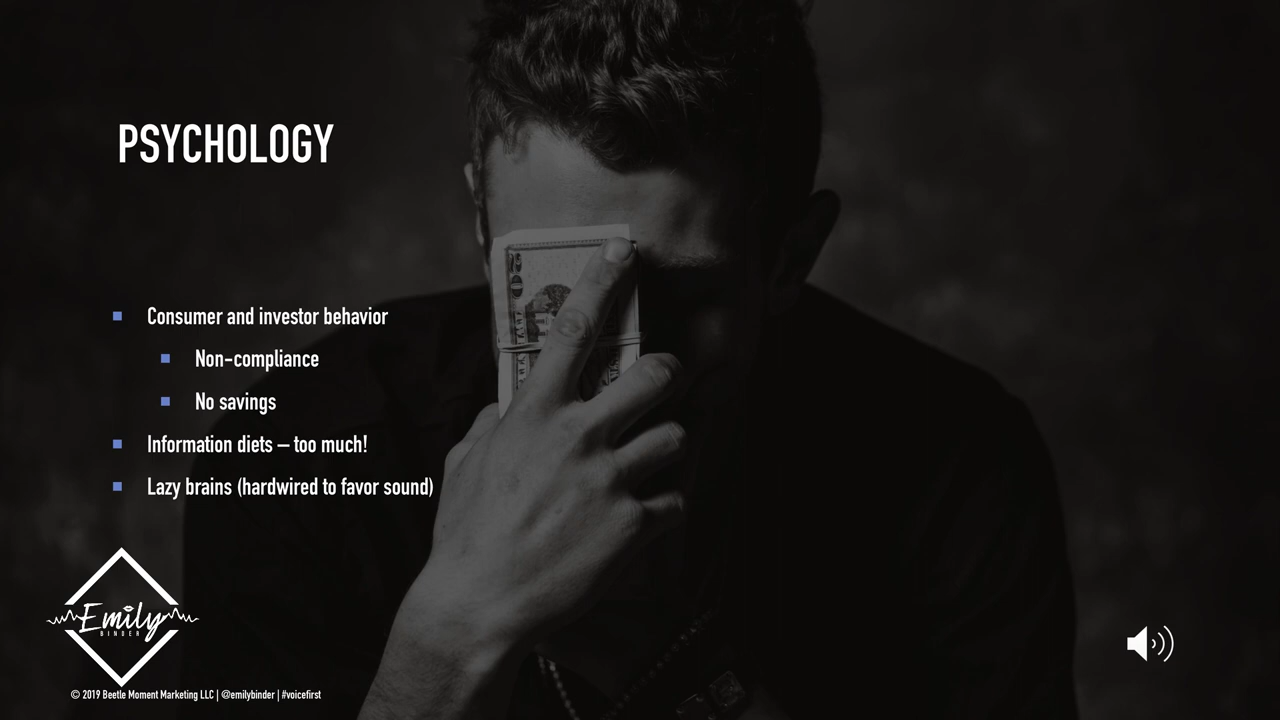 PSYCHOLOGY
Consumer and investor behavior
Non-compliance
No savings
Information diets – too much!
Lazy brains (hardwired to favor sound)
Emily
BINDER
© 2019 Beetle Moment Marketing LLC | @emilybinder | #voicefirst